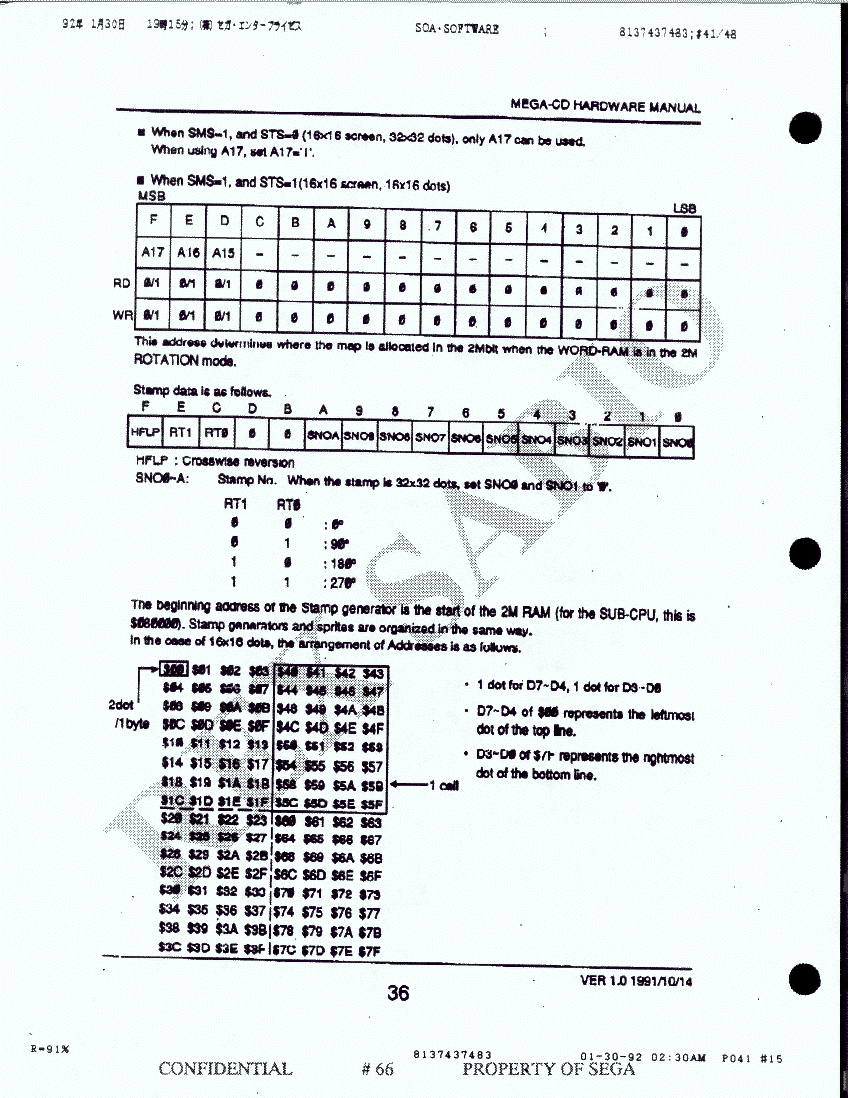 92年 1月30日 19時15分; (株) セガ・エンタープライゼス SOA·SOFTWARE ; 8137437483;#41/48
MEGA-CD HARDWARE MANUAL
■ When SMS=1, and STS=0 (16x16 screen, 32x32 dots), only A17 can be used.
When using A17, set A17='1'.
■ When SMS=1, and STS=1(16x16 screen, 16x16 dots)
MSB LSB
F E D C B A 9 8 7 6 5 4 3 2 1 0
A17 A16 A15 – – – – – – – – – – – – –
RD 0/1 0/1 0/1 0 0 0 0 0 0 0 0 0 0 0 0 0
WR 0/1 0/1 0/1 0 0 0 0 0 0 0 0 0 0 0 0 0
This address determines where the map is allocated in the 2Mbit when the WORD-RAM is in the 2M
ROTATION mode.
Stamp data is as follows.
F E C D B A 9 8 7 6 5 4 3 2 1 0
HFLP RT1 RT0 0 0 SNOA SNO9 SNO8 SNO7 SNO6 SNO5 SNO4 SNO3 SNO2 SNO1 SNO0
HFLP : Crosswise reversion
SNO0~A: Stamp No. When the stamp is 32x32 dots, set SNO0 and SNO1 to '0'.
RT1 RT0
0 0 : 0°
0 1 : 90°
1 0 : 180°
1 1 : 270°
The beginning address of the Stamp generator is the start of the 2M RAM (for the SUB-CPU, this is
$080000). Stamp generators and sprites are organized in the same way.
In the case of 16x16 dots, the arrangement of Addresses is as follows.
$00 $01 $02 $03 $40 $41 $42 $43
$04 $05 $06 $07 $44 $45 $46 $47
2dot $08 $09 $0A $0B $48 $49 $4A $4B
/1byte $0C $0D $0E $0F $4C $4D $4E $4F
$10 $11 $12 $13 $50 $51 $52 $53
$14 $15 $16 $17 $54 $55 $56 $57
$18 $19 $1A $1B $58 $59 $5A $5B 1 cell
$1C $1D $1E $1F $5C $5D $5E $5F
$20 $21 $22 $23 $60 $61 $62 $63
$24 $25 $26 $27 $64 $65 $66 $67
$28 $29 $2A $2B $68 $69 $6A $6B
$2C $2D $2E $2F $6C $6D $6E $6F
$30 $31 $32 $33 $70 $71 $72 $73
$34 $35 $36 $37 $74 $75 $76 $77
$38 $39 $3A $3B $78 $79 $7A $7B
$3C $3D $3E $3F $7C $7D $7E $7F
• 1 dot for D7~D4, 1 dot for D3~D0
• D7~D4 of $00 represents the leftmost
dot of the top line.
• D3~D0 of $7F represents the rightmost
dot of the bottom line.
VER 1.0 1991/10/14
36
R=91% 8137437483 01-30-92 02:30AM P041 #15
CONFIDENTIAL #66 PROPERTY OF SEGA